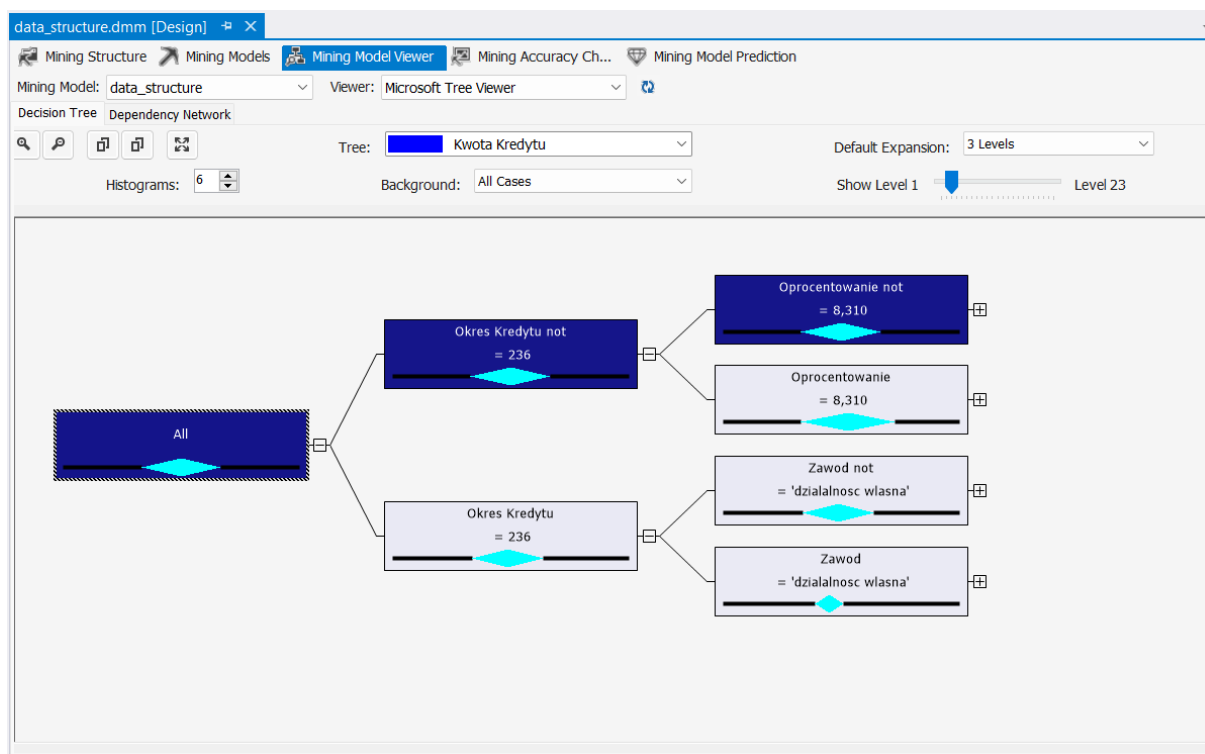 data_structure.dmm [Design]
Mining Structure Mining Models Mining Model Viewer Mining Accuracy Ch... Mining Model Prediction
Mining Model: data_structure Viewer: Microsoft Tree Viewer
Decision Tree Dependency Network
Tree: Kwota Kredytu Default Expansion: 3 Levels
Histograms: 6 Background: All Cases Show Level 1 Level 23
All
Okres Kredytu not
= 236
Okres Kredytu
= 236
Oprocentowanie not
= 8,310
Oprocentowanie
= 8,310
Zawod not
= 'dzialalnosc wlasna'
Zawod
= 'dzialalnosc wlasna'